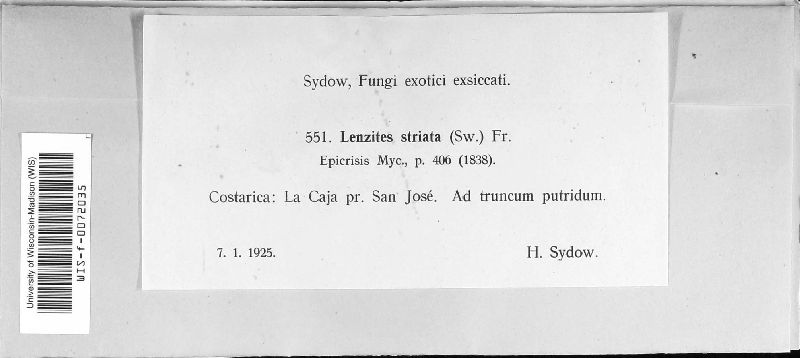 Sydow, Fungi exotici exsiccati.
551. Lenzites striata (Sw.) Fr.
Epicrisis Myc., p. 406 (1838).
Costarica: La Caja pr. San José. Ad truncum putridum.
7. 1. 1925.
H. Sydow.
University of Wisconsin-Madison (WIS)
WIS-f-0072035